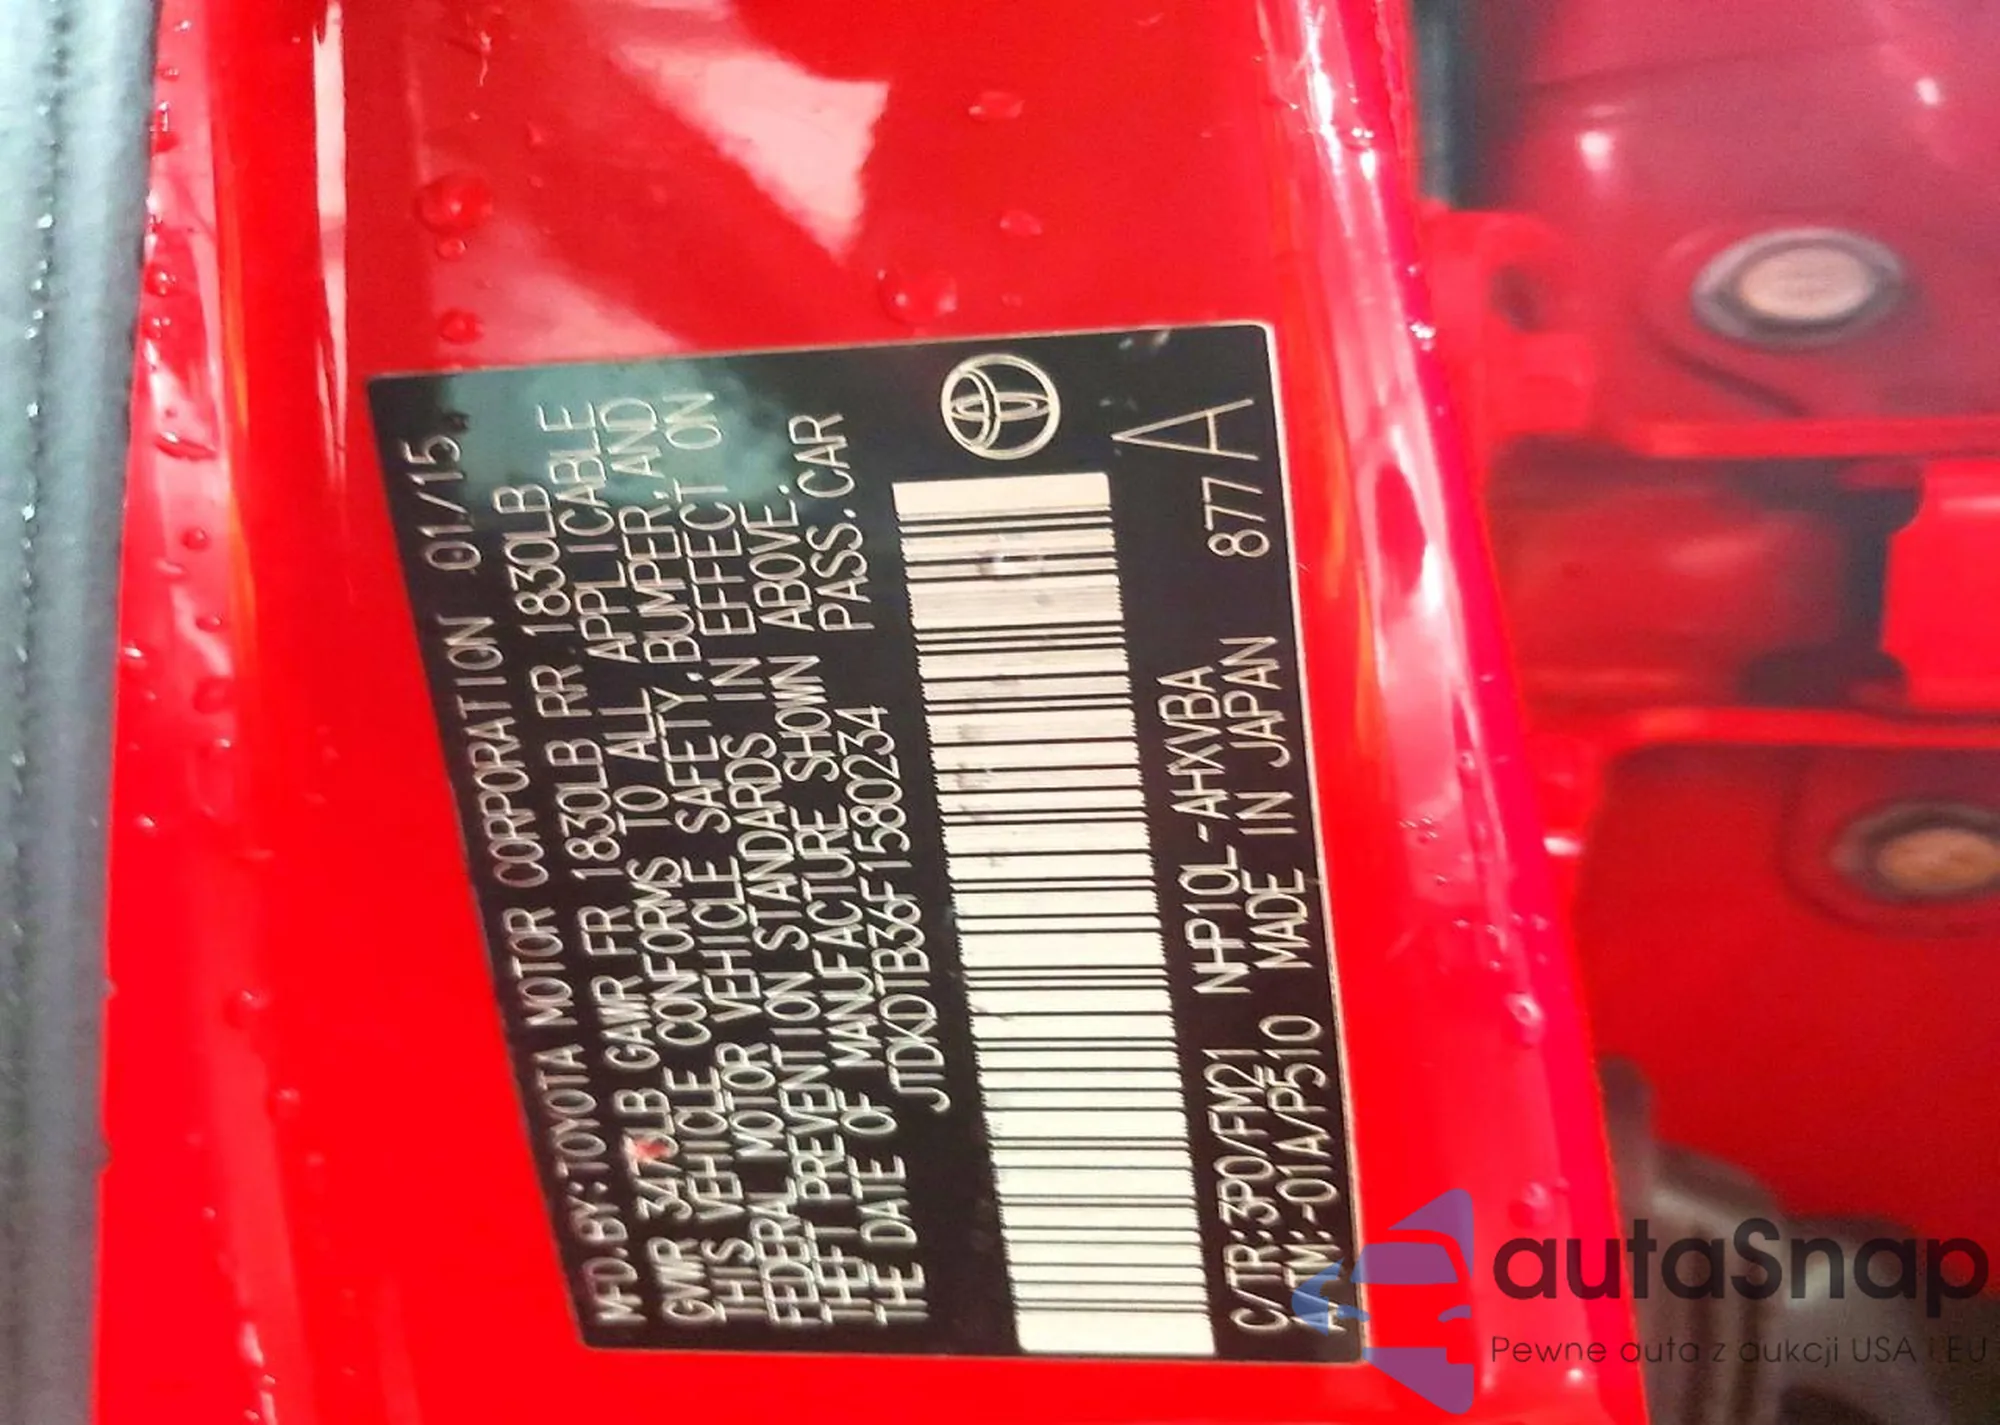 MFD.BY:TOYOTA MOTOR CORPORATION 01/15
GVWR 3473LB GAWR FR 1830LB RR 1830LB
THIS VEHICLE CONFORMS TO ALL APPLICABLE
FEDERAL MOTOR VEHICLE SAFETY,BUMPER,AND
THEFT PREVENTION STANDARDS IN EFFECT ON
THE DATE OF MANUFACTURE SHOWN ABOVE.
JTDKDTB36F1580234 PASS.CAR
C/TR:3P0/FM21 NHP10L-AHXVBA 877A
A/TM:-01A/P510 MADE IN JAPAN
autaSnap
Pewne auta z aukcji USA i EU